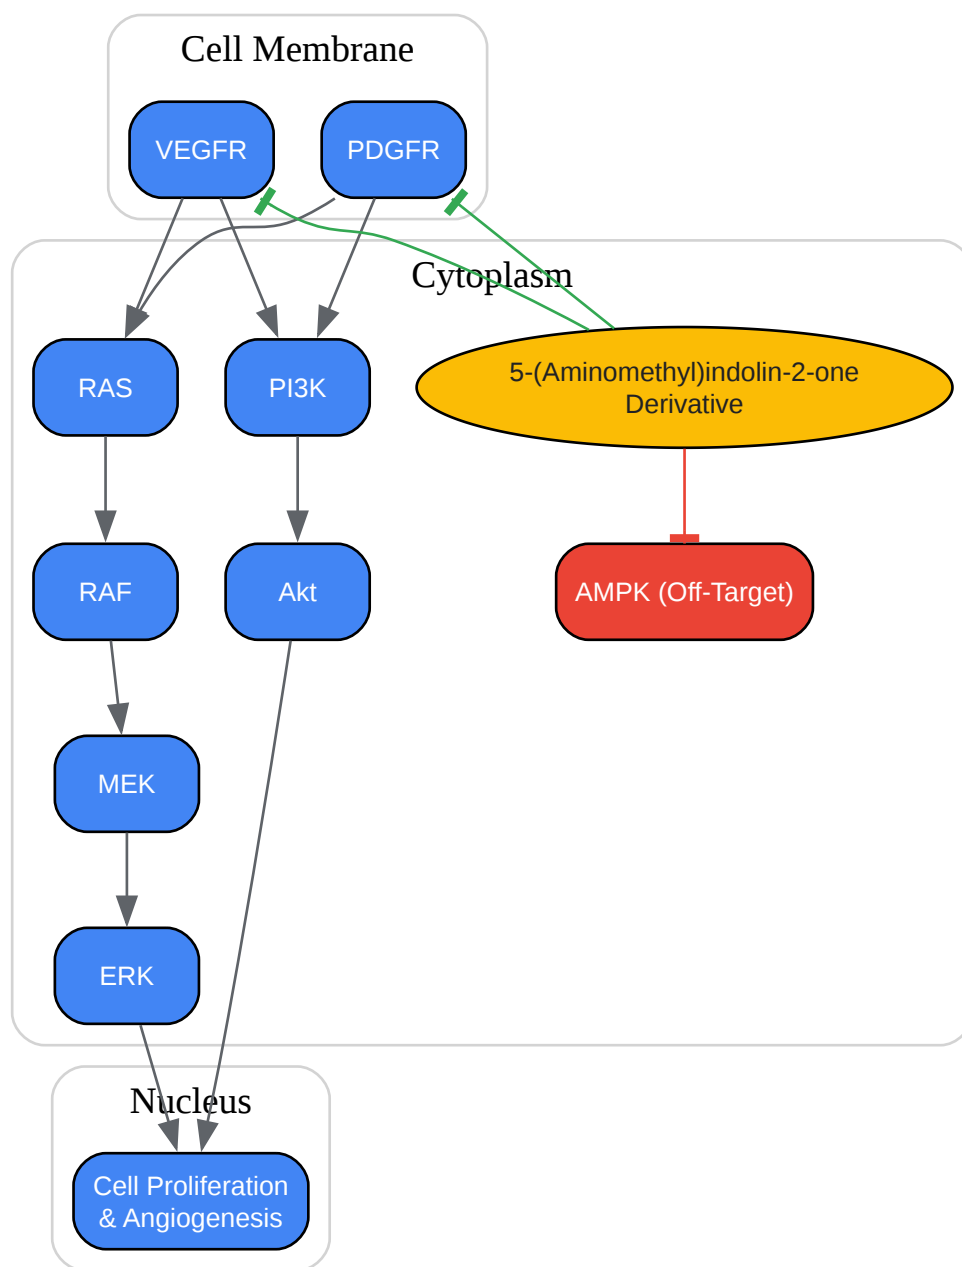 Cell Membrane
VEGFR
PDGFR
Cytoplasm
RAS
PI3K
5-(Aminomethyl)indolin-2-one
Derivative
RAF
Akt
AMPK (Off-Target)
MEK
ERK
Nucleus
Cell Proliferation
& Angiogenesis